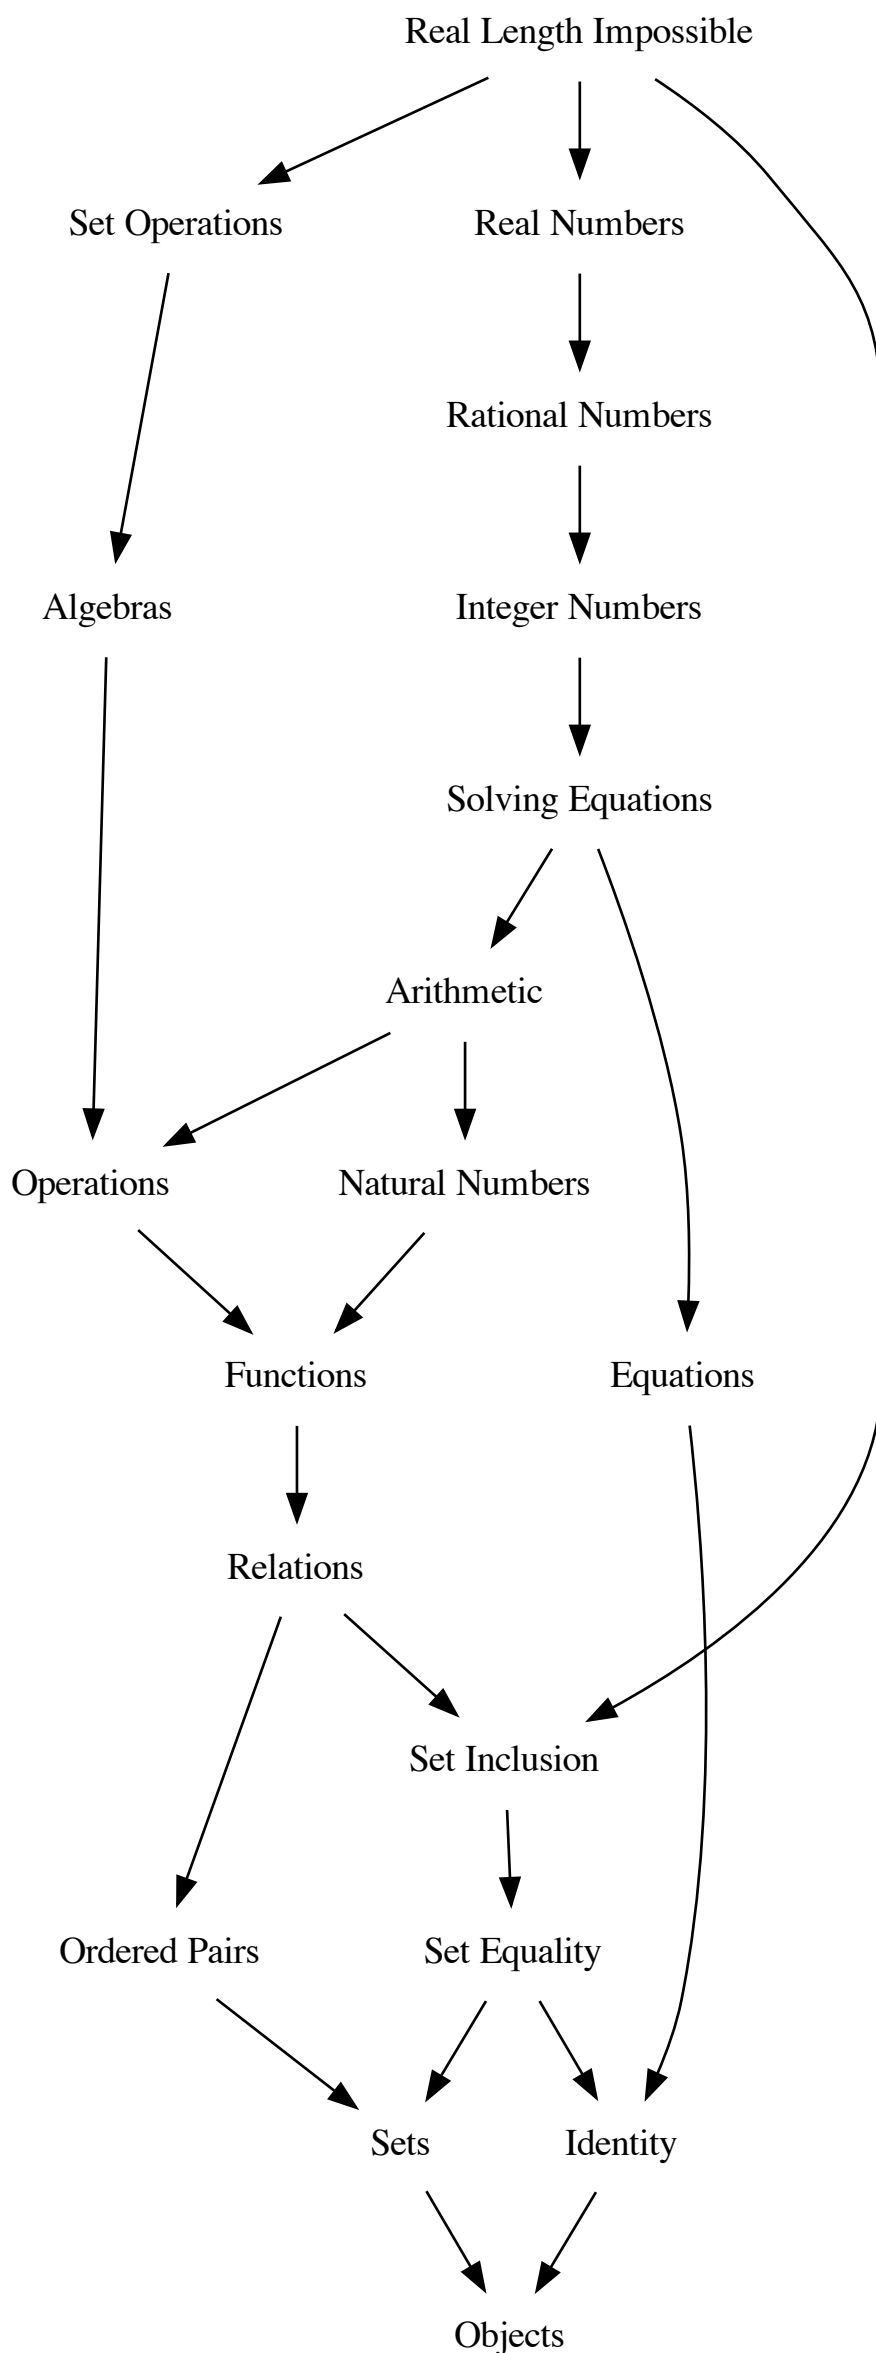 Real Length Impossible
Set Operations
Real Numbers
Rational Numbers
Algebras
Integer Numbers
Solving Equations
Arithmetic
Operations
Natural Numbers
Functions
Equations
Relations
Set Inclusion
Ordered Pairs
Set Equality
Sets
Identity
Objects